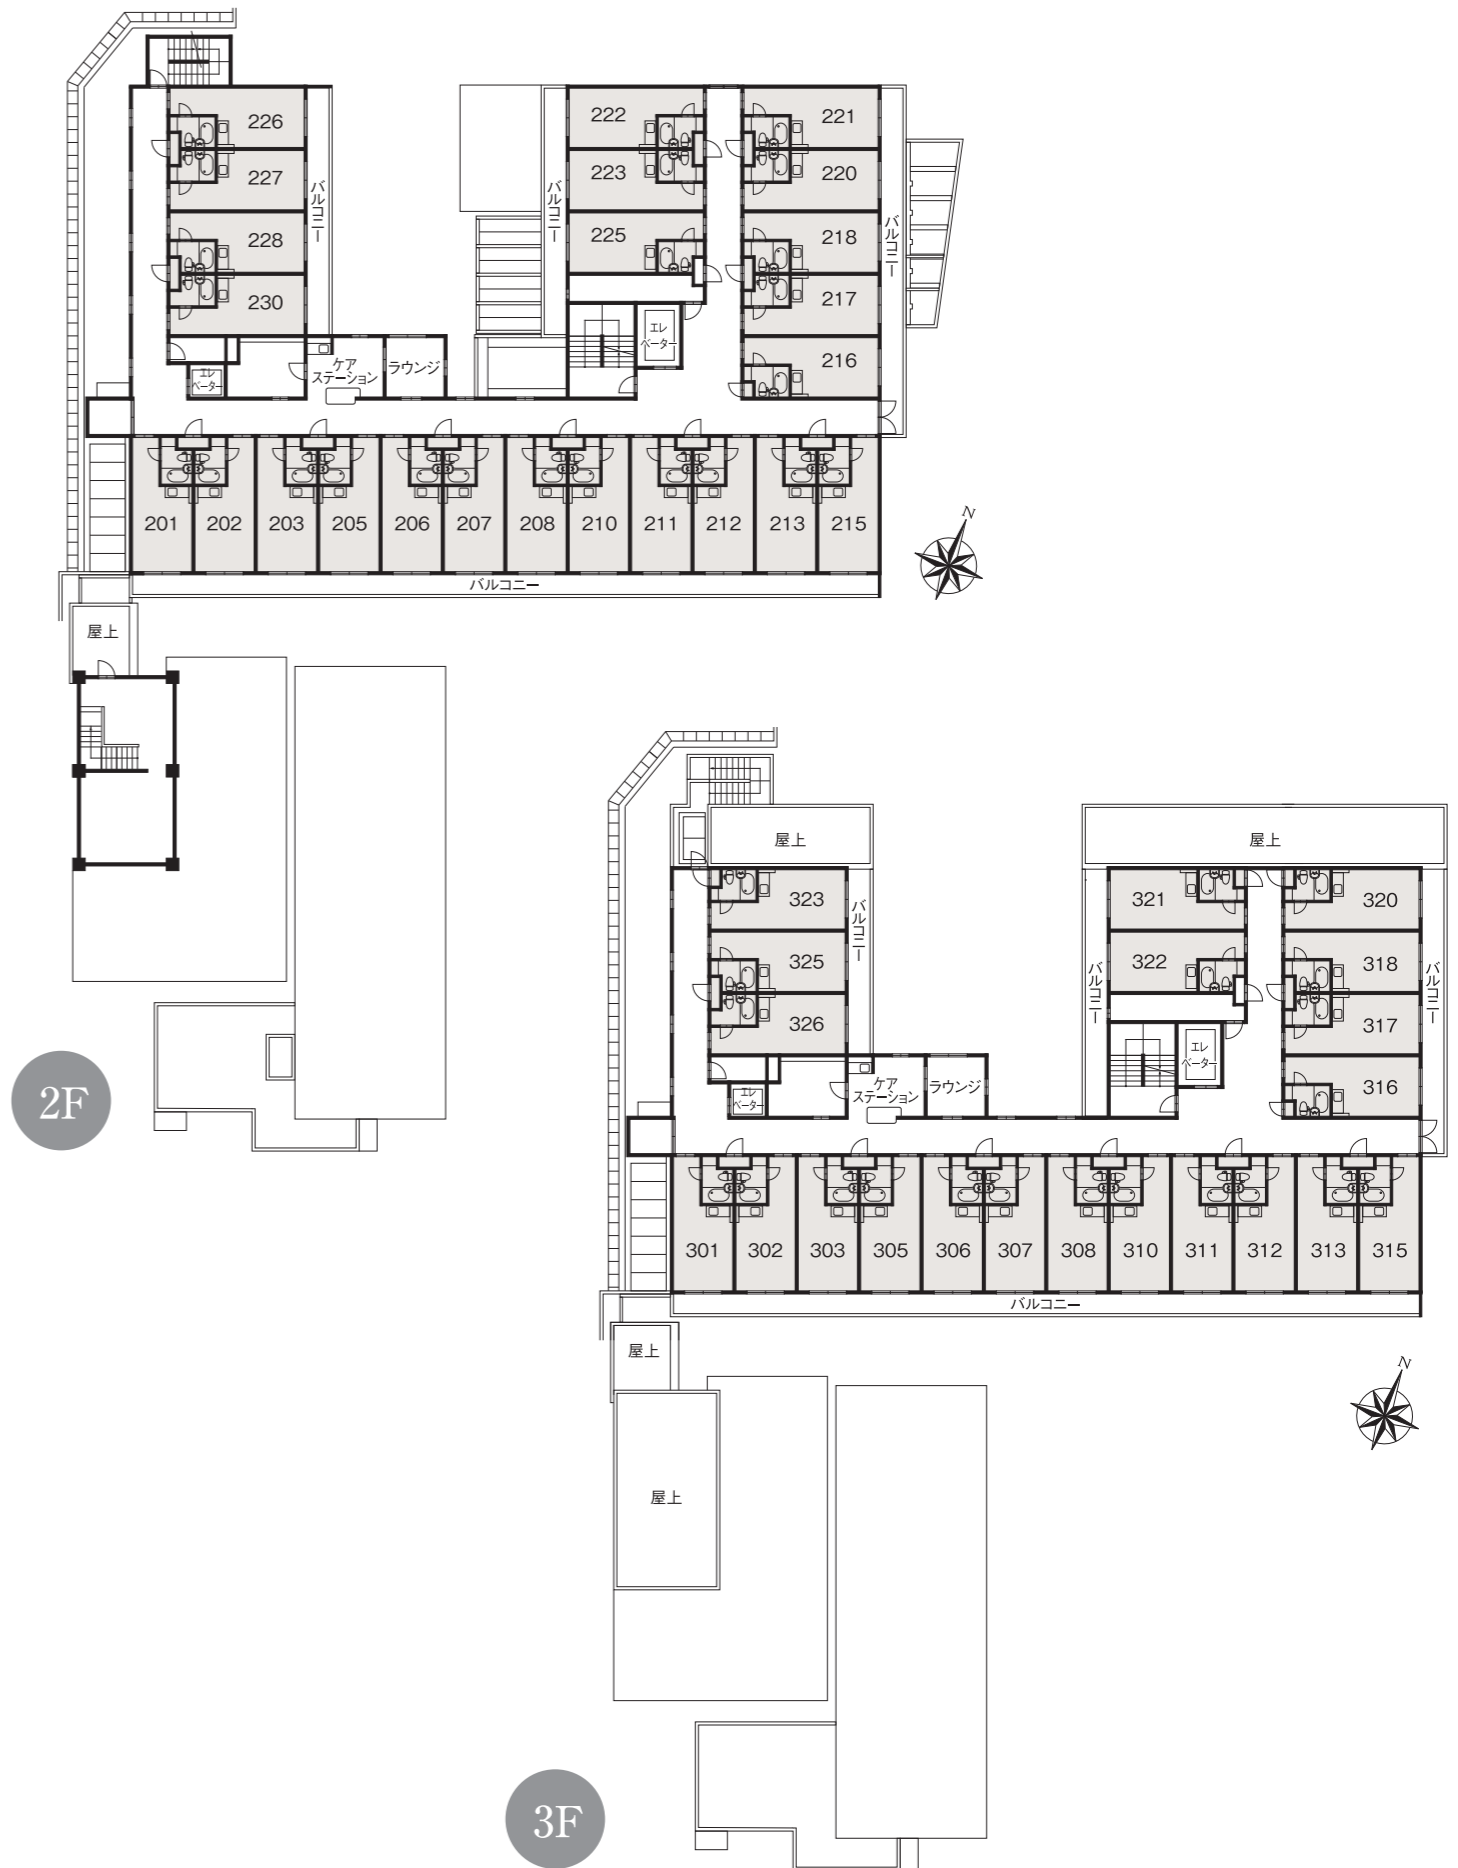 226
222
221
227
バルコニー
223
バルコニー
220
228
225
218
バルコニー
230
217
エレ
ベーター
ケア
ステーション
ラウンジ
エレ
ベーター
216
201
202
203
205
206
207
208
210
211
212
213
215
バルコニー
N
屋上
2F
屋上
屋上
323
バルコニー
321
320
325
322
バルコニー
318
バルコニー
326
317
エレ
ベーター
ケア
ステーション
ラウンジ
エレ
ベーター
316
301
302
303
305
306
307
308
310
311
312
313
315
バルコニー
屋上
N
屋上
3F